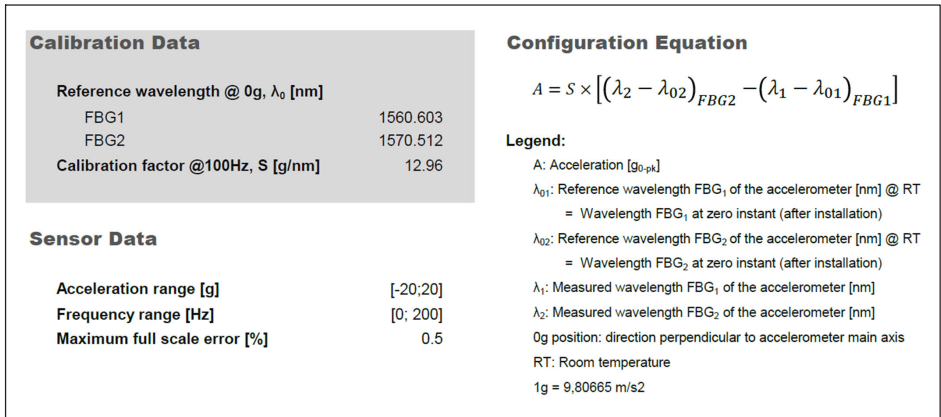 Calibration Data
Reference wavelength @ 0g, λ₀ [nm]
FBG1 1560.603
FBG2 1570.512
Calibration factor @100Hz, S [g/nm] 12.96
Sensor Data
Acceleration range [g] [-20;20]
Frequency range [Hz] [0; 200]
Maximum full scale error [%] 0.5
Configuration Equation
A = S × [(λ₂ − λ₀₂)_FBG2 −(λ₁ − λ₀₁)_FBG1]
Legend:
A: Acceleration [g₀₋ₚₖ]
λ₀₁: Reference wavelength FBG₁ of the accelerometer [nm] @ RT
= Wavelength FBG₁ at zero instant (after installation)
λ₀₂: Reference wavelength FBG₂ of the accelerometer [nm] @ RT
= Wavelength FBG₂ at zero instant (after installation)
λ₁: Measured wavelength FBG₁ of the accelerometer [nm]
λ₂: Measured wavelength FBG₂ of the accelerometer [nm]
0g position: direction perpendicular to accelerometer main axis
RT: Room temperature
1g = 9,80665 m/s2